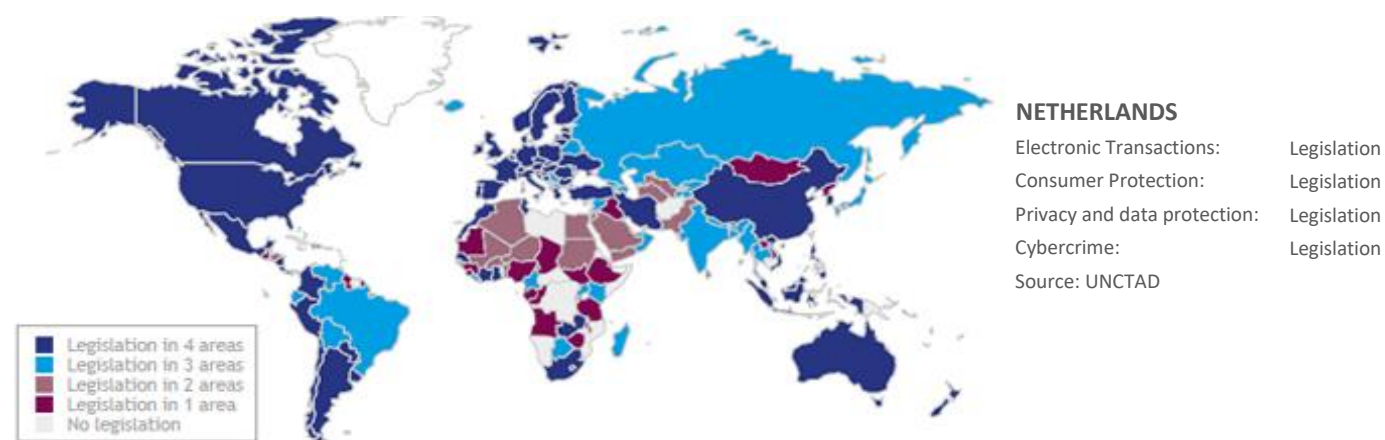 NETHERLANDS
Electronic Transactions: Legislation
Consumer Protection: Legislation
Privacy and data protection: Legislation
Cybercrime: Legislation
Source: UNCTAD
Legislation in 4 areas
Legislation in 3 areas
Legislation in 2 areas
Legislation in 1 area
No legislation